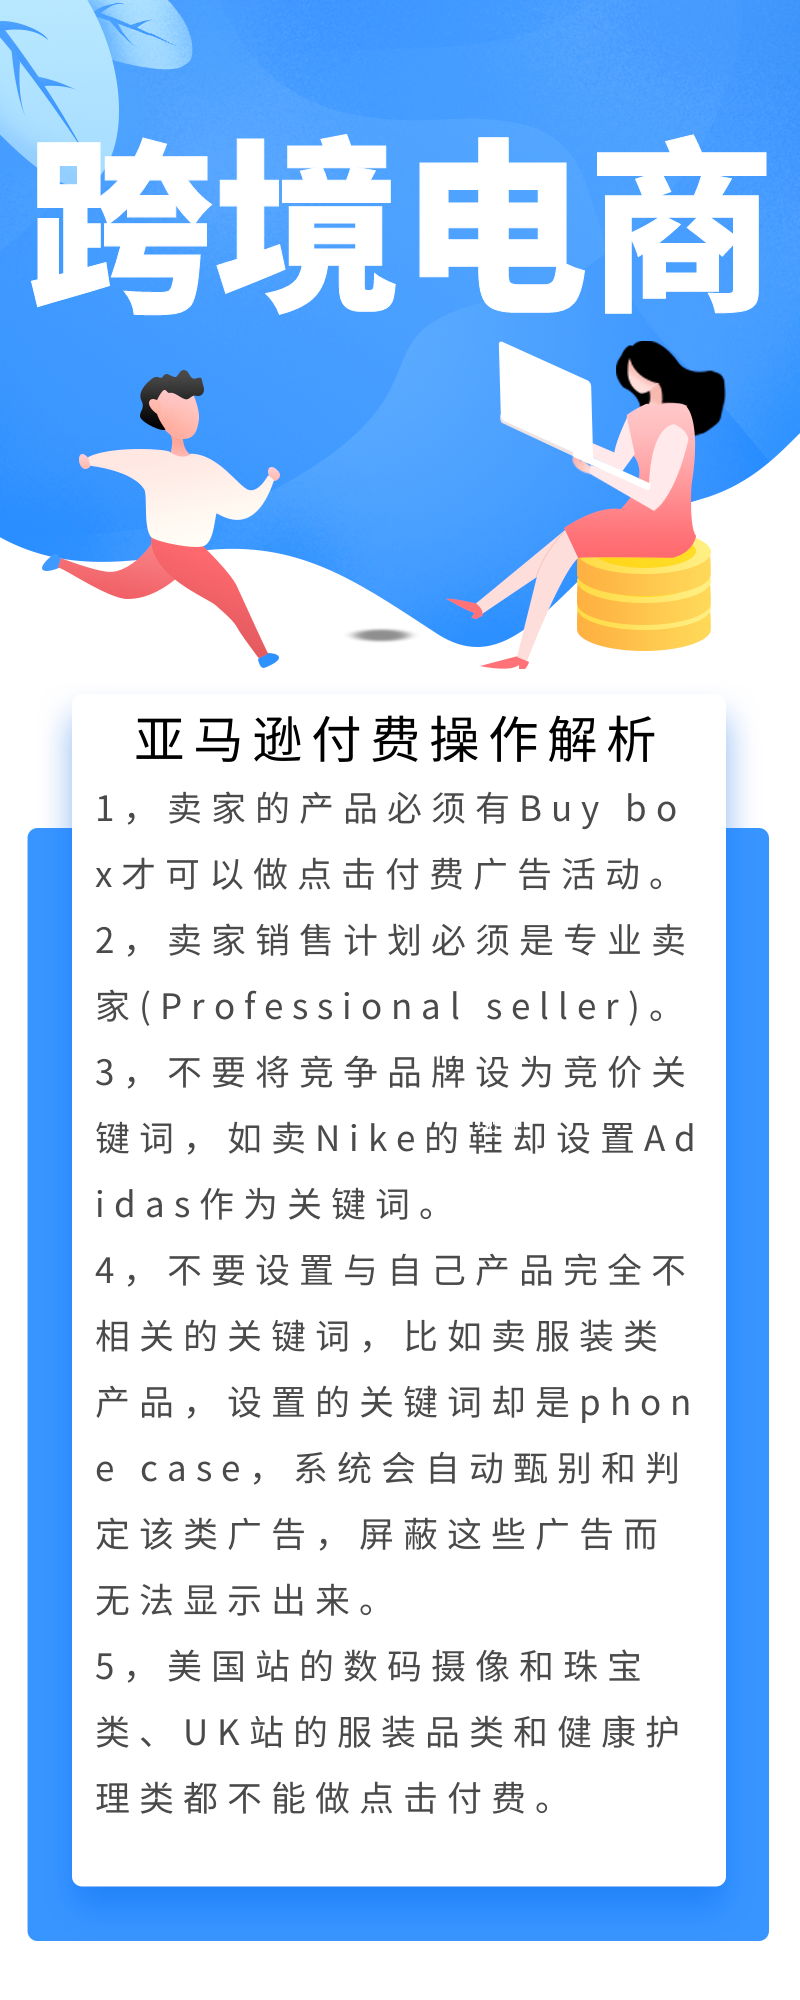 跨境电商
亚马逊付费操作解析
1，卖家的产品必须有Buy bo
x才可以做点击付费广告活动。
2，卖家销售计划必须是专业卖
家(Professional seller)。
3，不要将竞争品牌设为竞价关
键词，如卖Nike的鞋却设置Ad
idas作为关键词。
4，不要设置与自己产品完全不
相关的关键词，比如卖服装类
产品，设置的关键词却是phon
e case，系统会自动甄别和判
定该类广告，屏蔽这些广告而
无法显示出来。
5，美国站的数码摄像和珠宝
类、UK站的服装品类和健康护
理类都不能做点击付费。